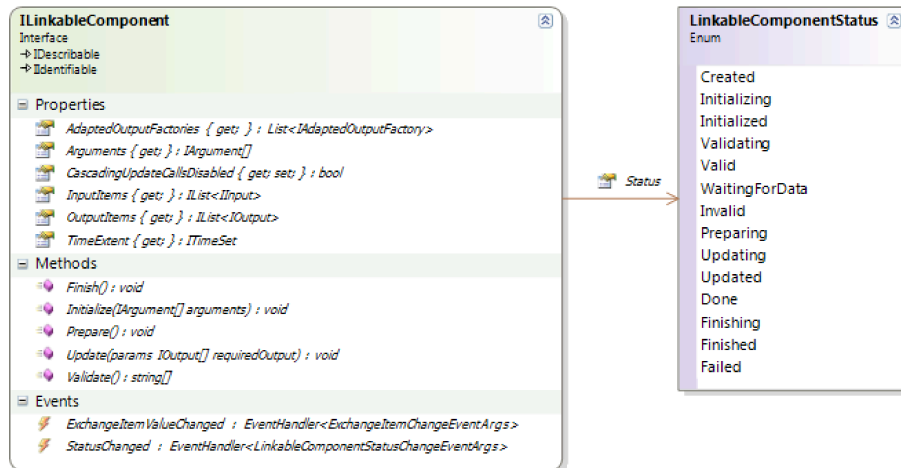 ILinkableComponent
Interface
IDescribable
IIdentifiable
Properties
AdaptedOutputFactories { get; } : List<IAdaptedOutputFactory>
Arguments { get; } : IArgument[]
CascadingUpdateCallsDisabled { get; set; } : bool
InputItems { get; } : IList<IInput>
OutputItems { get; } : IList<IOutput>
TimeExtent { get; } : ITimeSet
Methods
Finish() : void
Initialize(IArgument[] arguments) : void
Prepare() : void
Update(params IOutput[] requiredOutput) : void
Validate() : string[]
Events
ExchangeItemValueChanged : EventHandler<ExchangeItemChangeEventArgs>
StatusChanged : EventHandler<LinkableComponentStatusChangeEventArgs>
Status
LinkableComponentStatus
Enum
Created
Initializing
Initialized
Validating
Valid
WaitingForData
Invalid
Preparing
Updating
Updated
Done
Finishing
Finished
Failed